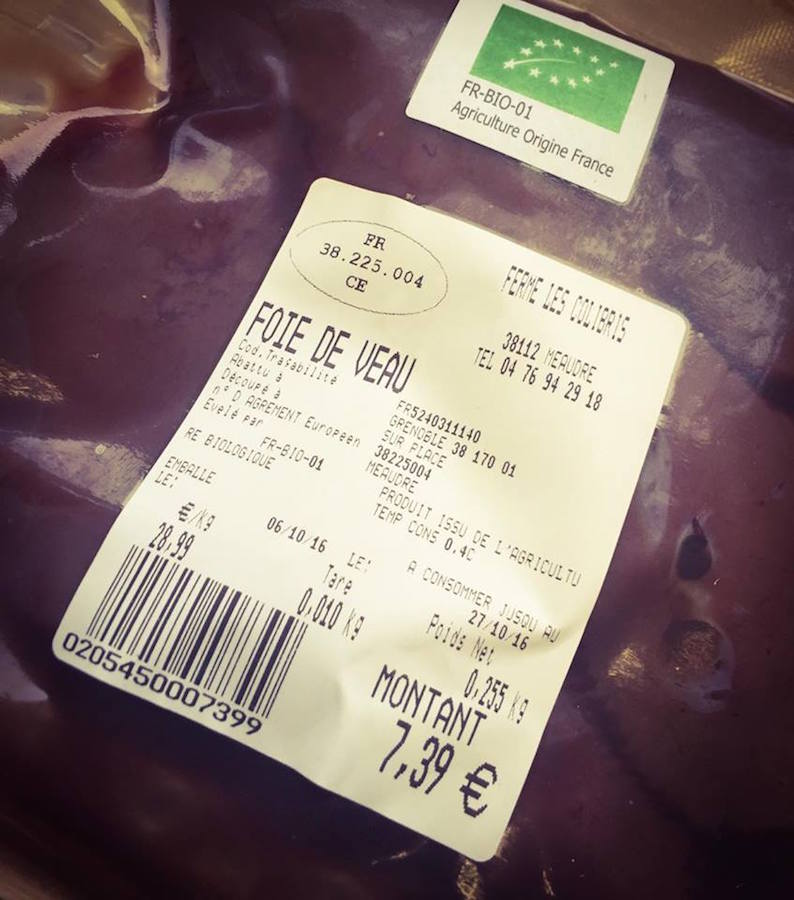 FR-BIO-01
Agriculture Origine France
FR
38.225.004
CE
FERME LES COLIBRIS
38112 MEAUDRE
TEL 04 76 94 29 18
FOIE DE VEAU
Cod.Trasabilité FR5240311140
Abattu à GRENOBLE 38 170 01
Découpé à SUR PLACE
n° D AGREMENT Européen 38225004
Evelé par MEAUDRE
FR-BIO-01 PRODUIT ISSU DE L'AGRICULTU
RE BIOLOGIQUE TEMP CONS 0.4C
EMBALLE A CONSOMMER JUSQU AU
LE: 06/10/16 LE: 27/10/16
€/kg Tare Poids Net
28,99 0,010 kg 0,255 kg
MONTANT
7,39 €
0205450007399